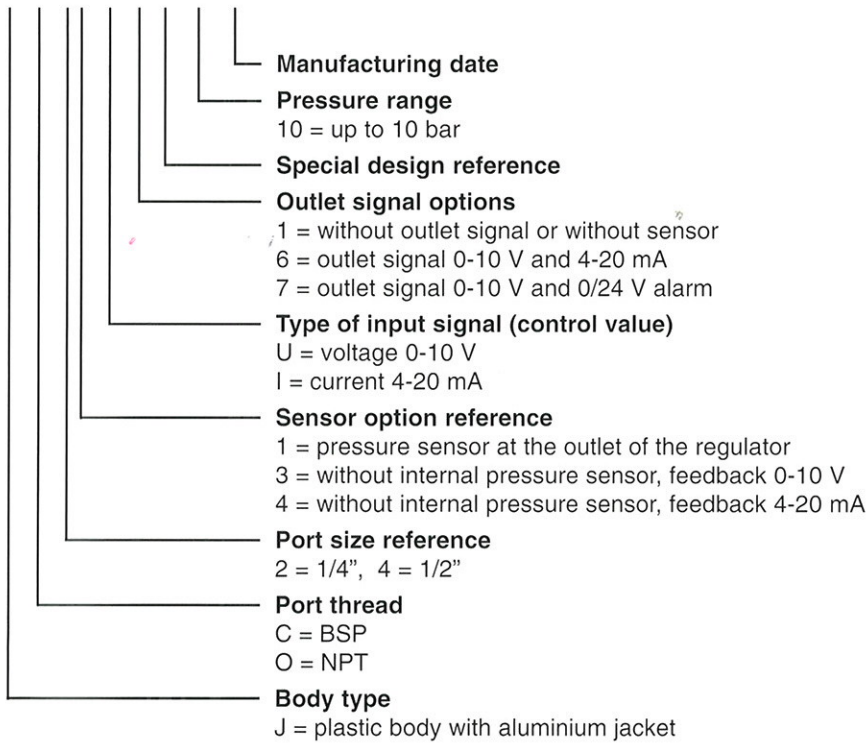 Manufacturing date
Pressure range
10 = up to 10 bar
Special design reference
Outlet signal options
1 = without outlet signal or without sensor
6 = outlet signal 0-10 V and 4-20 mA
7 = outlet signal 0-10 V and 0/24 V alarm
Type of input signal (control value)
U = voltage 0-10 V
I = current 4-20 mA
Sensor option reference
1 = pressure sensor at the outlet of the regulator
3 = without internal pressure sensor, feedback 0-10 V
4 = without internal pressure sensor, feedback 4-20 mA
Port size reference
2 = 1/4”, 4 = 1/2”
Port thread
C = BSP
O = NPT
Body type
J = plastic body with aluminium jacket